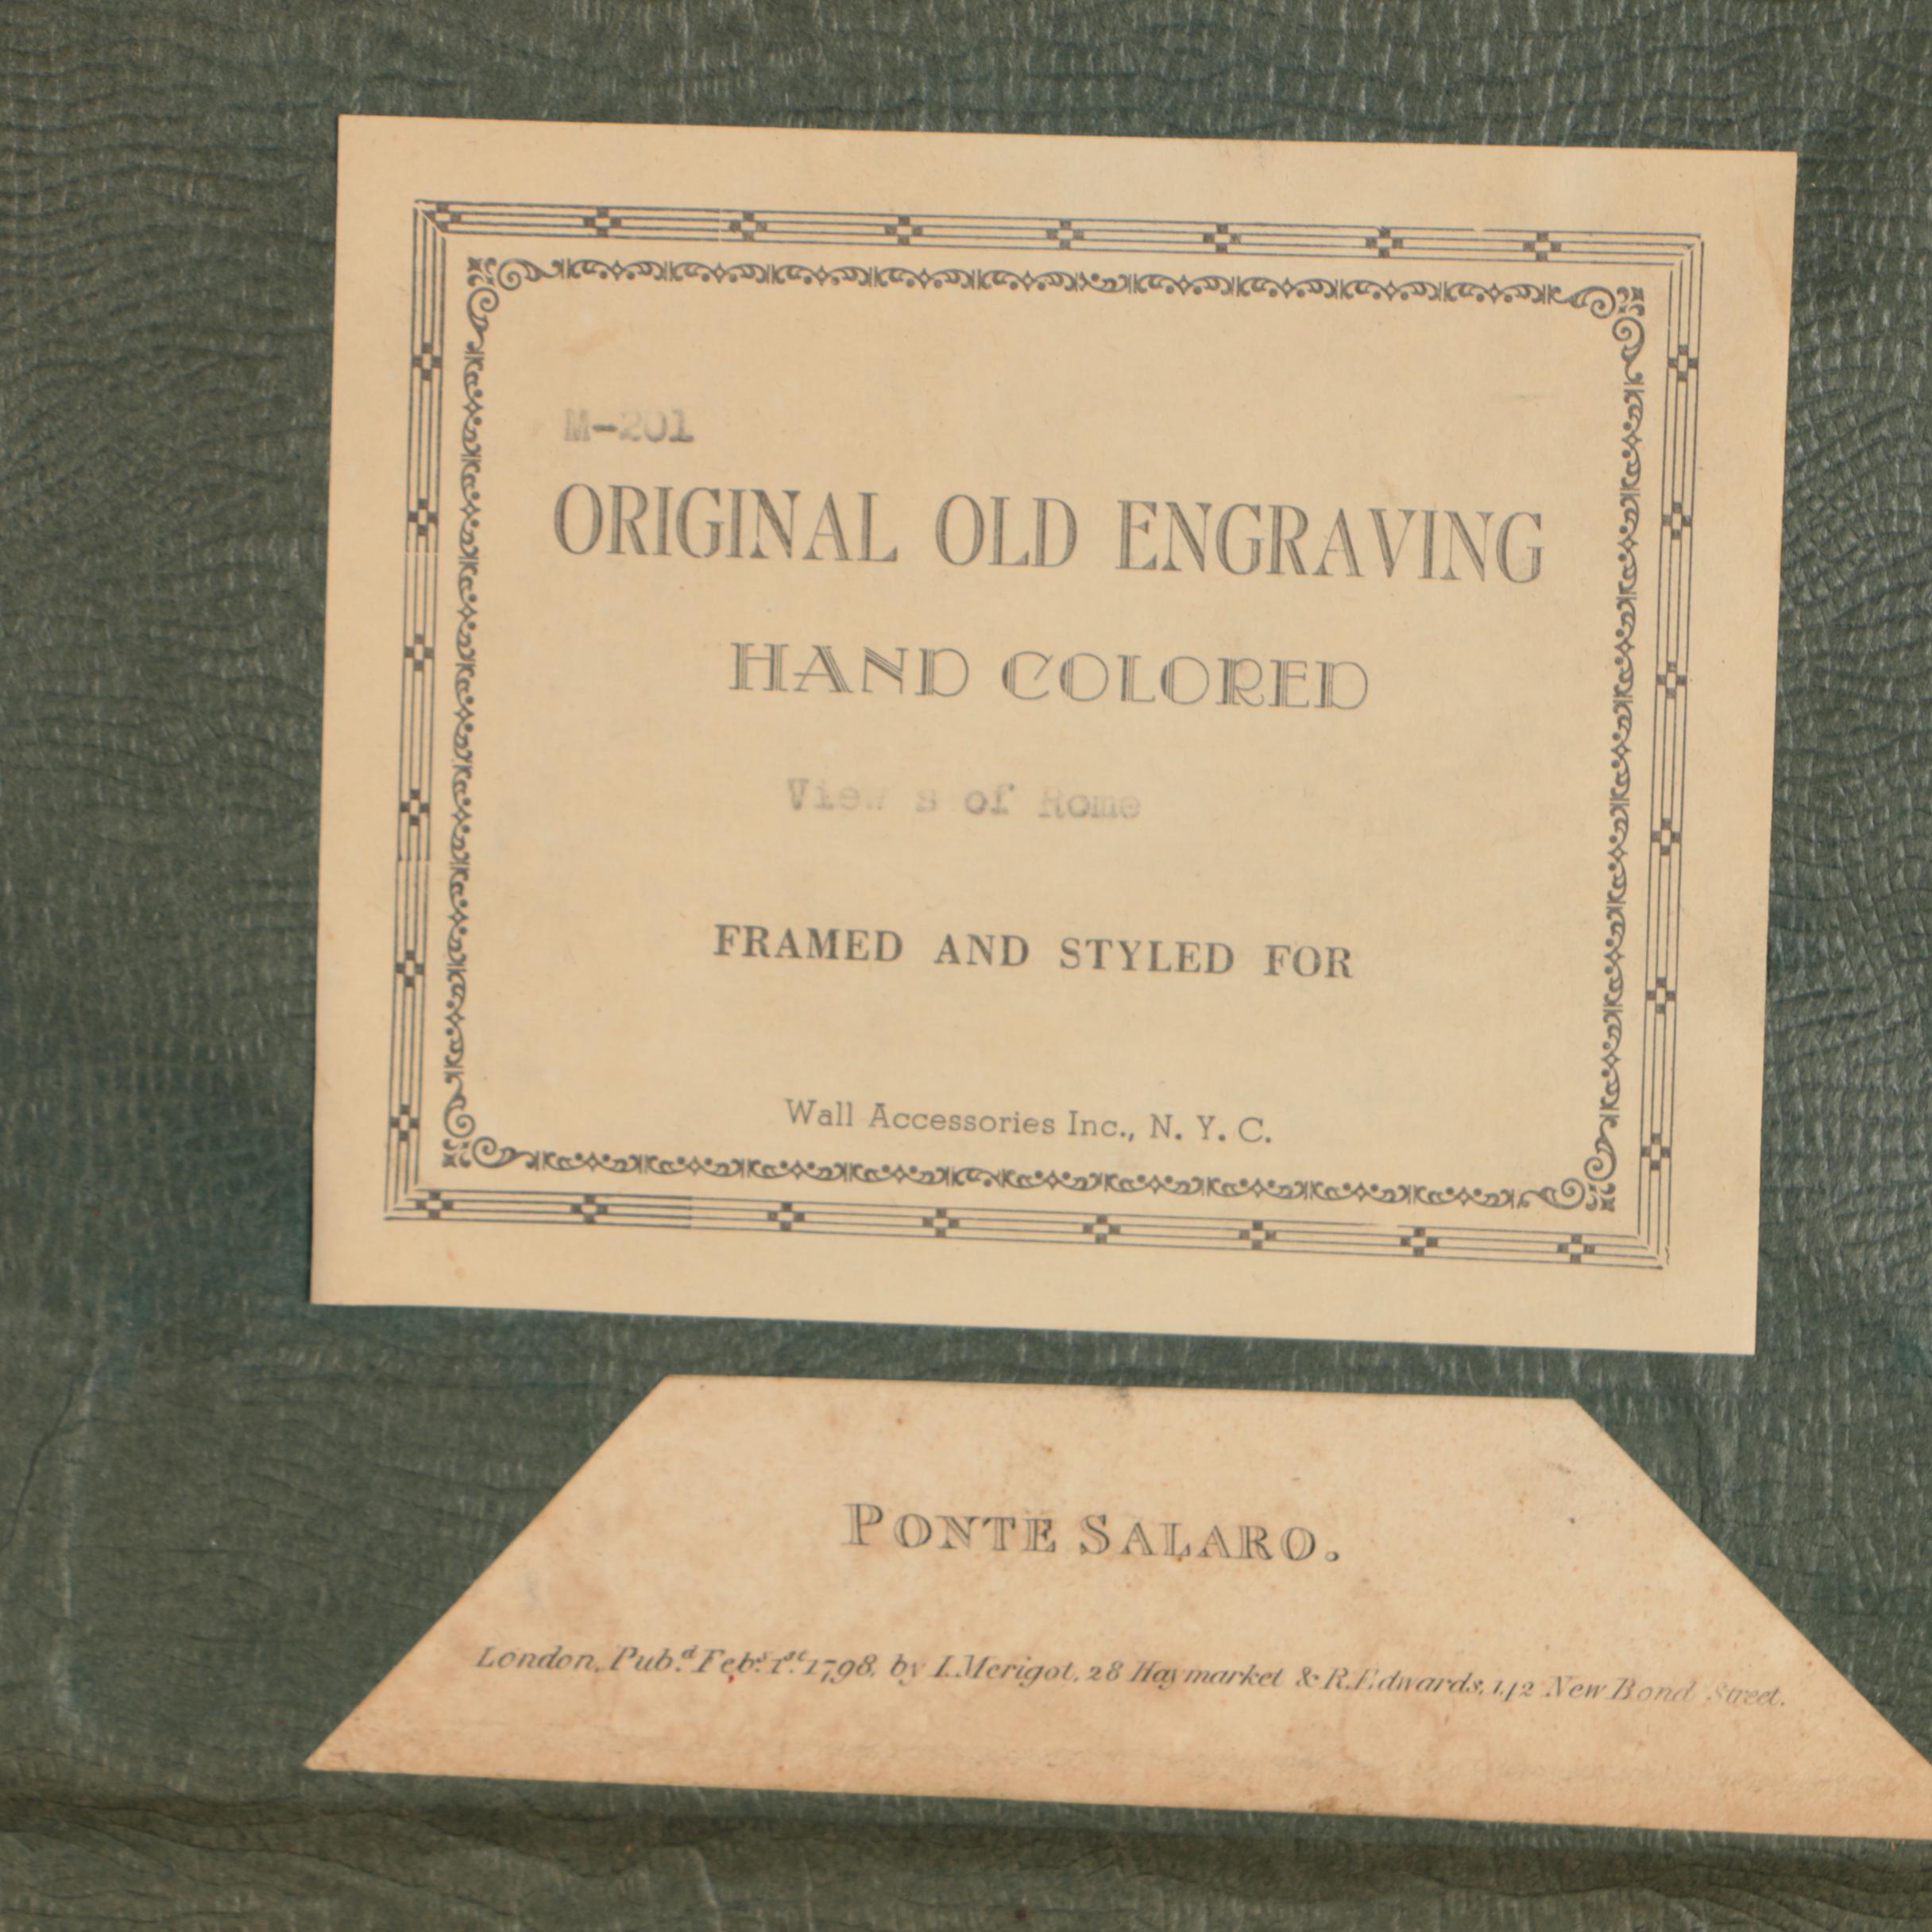 M-201
ORIGINAL OLD ENGRAVING
HAND COLORED
View s of Rome
FRAMED AND STYLED FOR
Wall Accessories Inc., N. Y. C.
PONTE SALARO.
London, Pub.d Feb.y 1.st 1798, by I. Merigot, 28 Haymarket & R. Edwards, 142 New Bond Street.